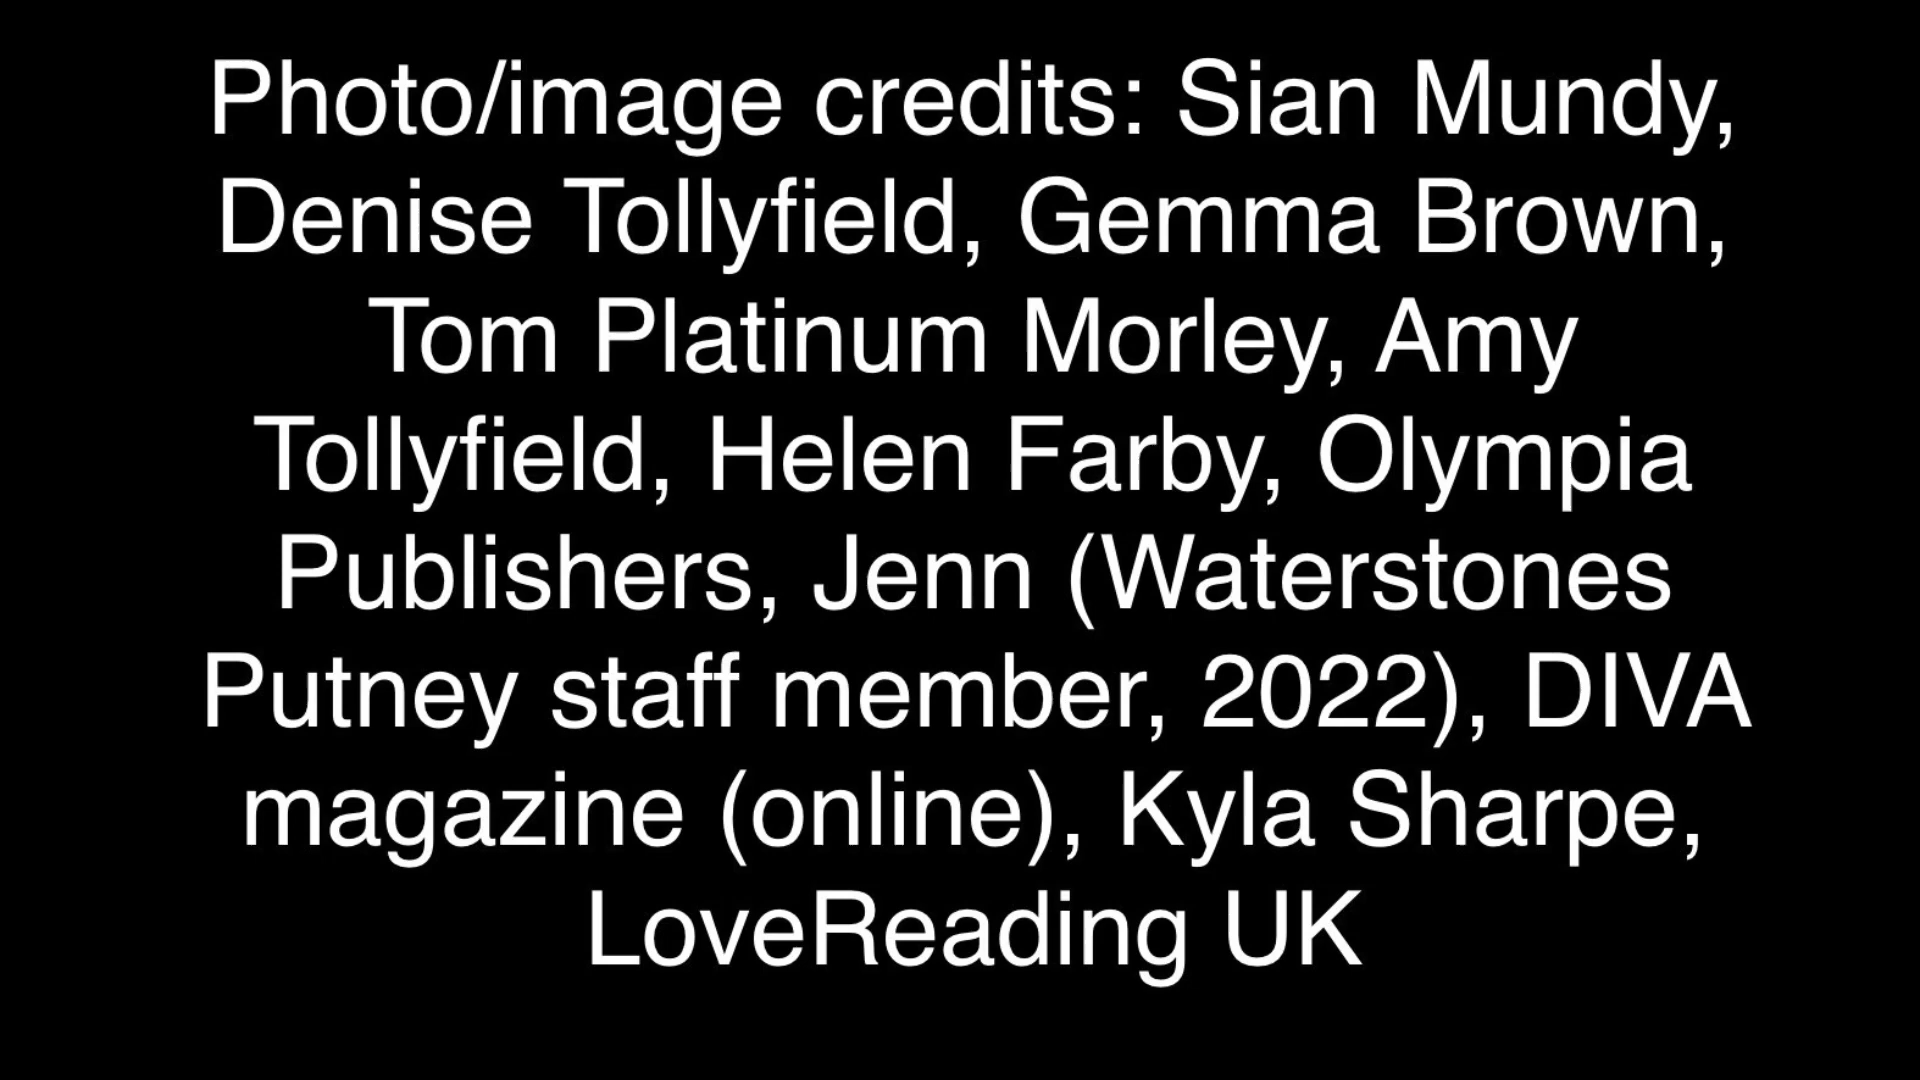 Photo/image credits: Sian Mundy,
Denise Tollyfield, Gemma Brown,
Tom Platinum Morley, Amy
Tollyfield, Helen Farby, Olympia
Publishers, Jenn (Waterstones
Putney staff member, 2022), DIVA
magazine (online), Kyla Sharpe,
LoveReading UK